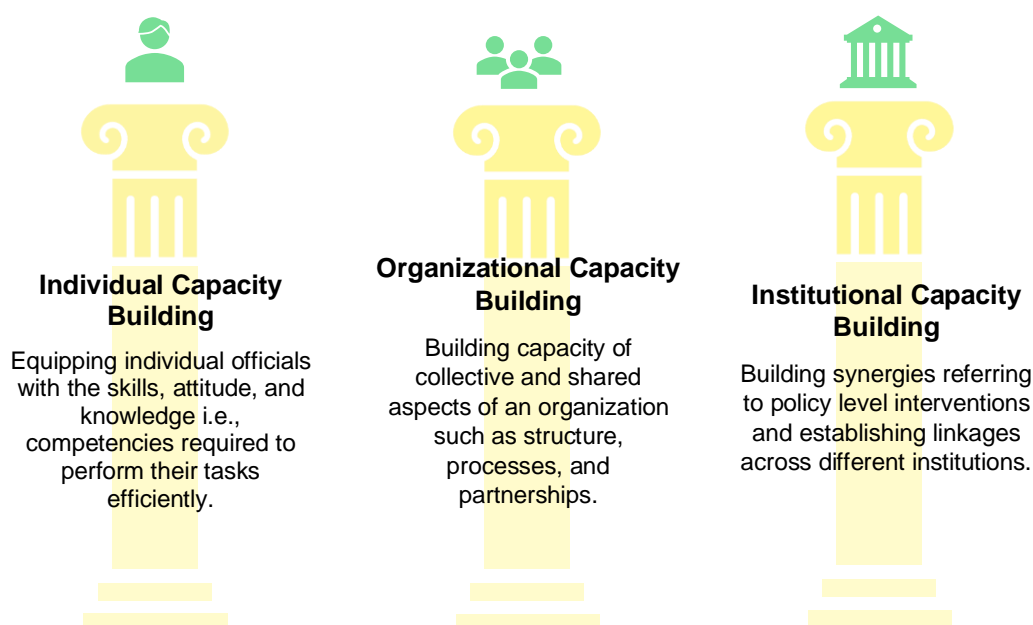 Individual Capacity
Building
Equipping individual officials
with the skills, attitude, and
knowledge i.e.,
competencies required to
perform their tasks
efficiently.
Organizational Capacity
Building
Building capacity of
collective and shared
aspects of an organization
such as structure,
processes, and
partnerships.
Institutional Capacity
Building
Building synergies referring
to policy level interventions
and establishing linkages
across different institutions.